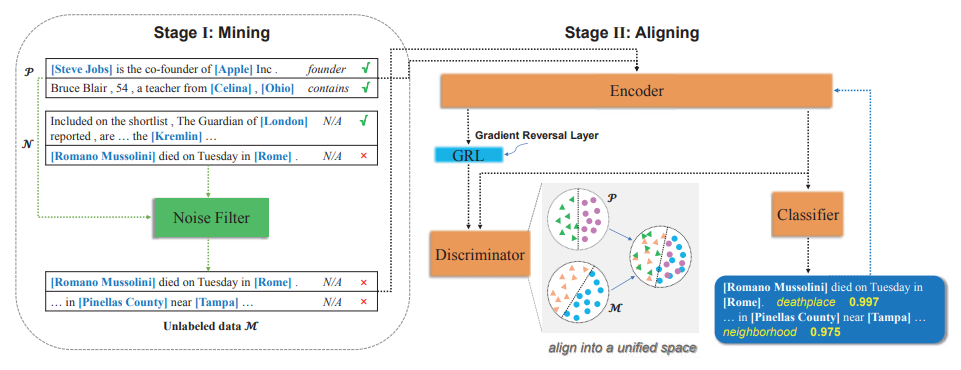 Stage I: Mining
Stage II: Aligning
P
[Steve Jobs] is the co-founder of [Apple] Inc . founder √
Bruce Blair , 54 , a teacher from [Celina] , [Ohio] contains √
N
Included on the shortlist , The Guardian of [London] N/A √
reported , are … the [Kremlin] …
[Romano Mussolini] died on Tuesday in [Rome] . N/A ×
Noise Filter
[Romano Mussolini] died on Tuesday in [Rome] . N/A ×
… in [Pinellas County] near [Tampa] … N/A ×
Unlabeled data M
Encoder
Gradient Reversal Layer
GRL
Discriminator
P
M
align into a unified space
Classifier
[Romano Mussolini] died on Tuesday in
[Rome]. deathplace 0.997
… in [Pinellas County] near [Tampa] …
neighborhood 0.975